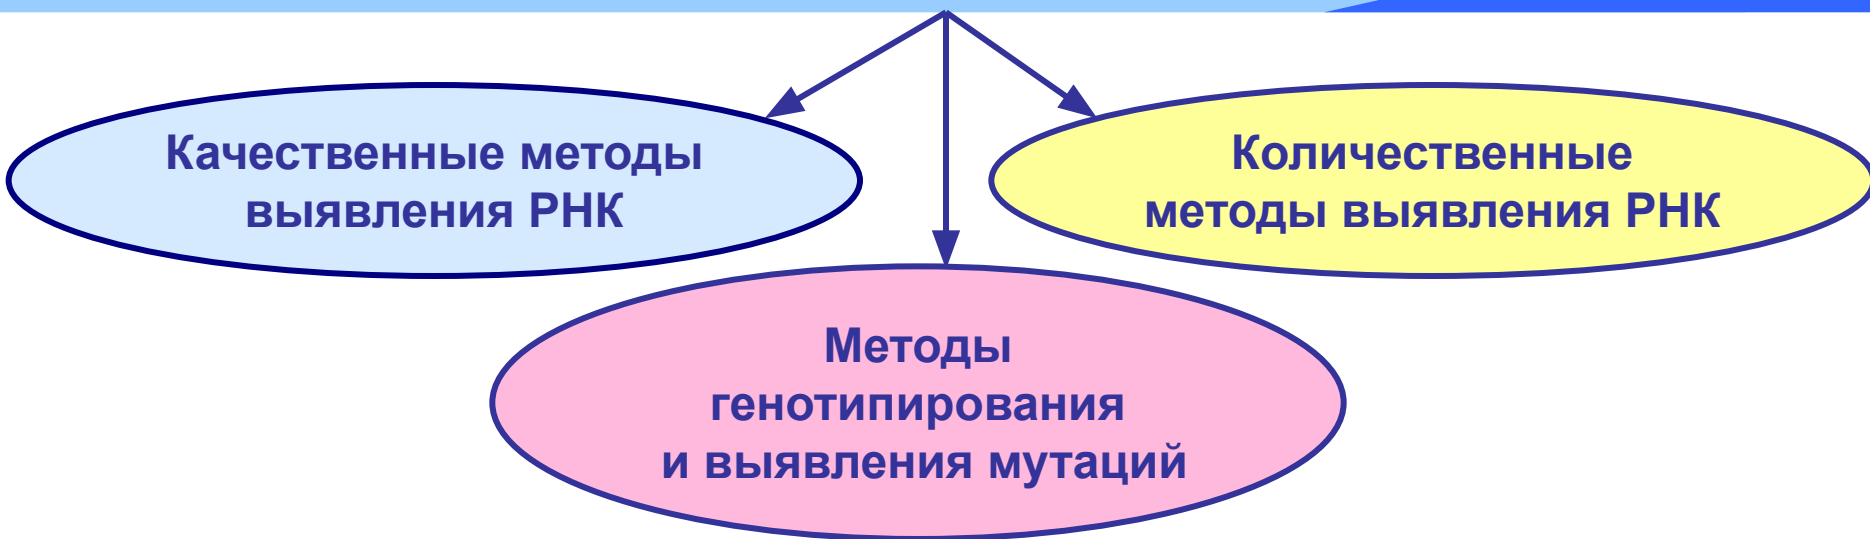 Качественные методы
выявления РНК
Количественные
методы выявления РНК
Методы
генотипирования
и выявления мутаций